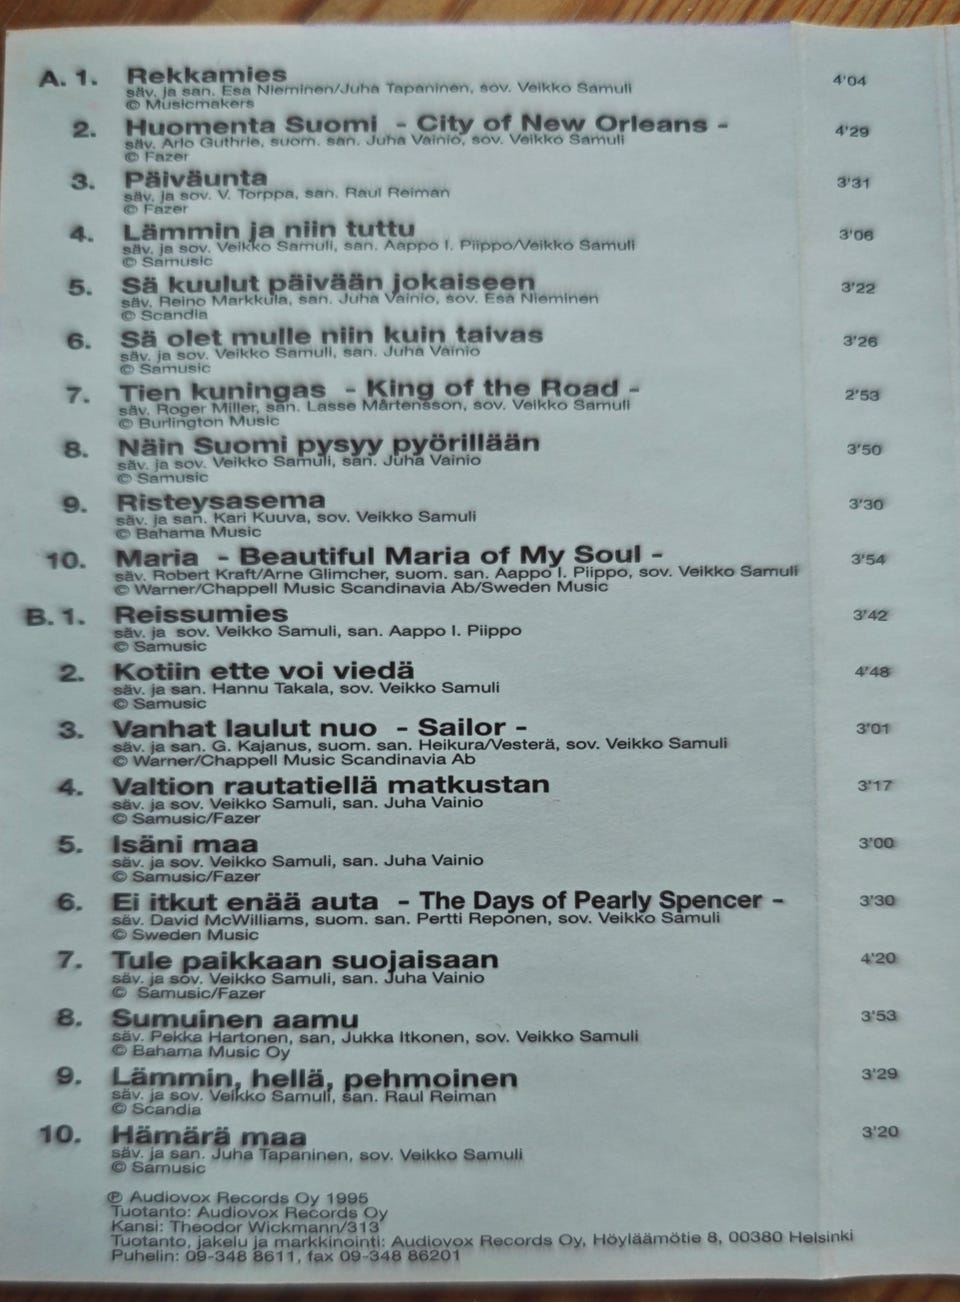 A. 1. Rekkamies 4'04
säv. ja san. Esa Nieminen/Juha Tapaninen, sov. Veikko Samuli
© Musicmakers
2. Huomenta Suomi - City of New Orleans - 4'29
säv. Arlo Guthrie, suom. san. Juha Vainio, sov. Veikko Samuli
© Fazer
3. Päiväunta 3'31
säv. ja sov. V. Torppa, san. Raul Reiman
© Fazer
4. Lämmin ja niin tuttu 3'06
säv. ja sov. Veikko Samuli, san. Aappo I. Piippo/Veikko Samuli
© Samusic
5. Sä kuulut päivään jokaiseen 3'22
säv. Reino Markkula, san. Juha Vainio, sov. Esa Nieminen
© Scandia
6. Sä olet mulle niin kuin taivas 3'26
säv. ja sov. Veikko Samuli, san. Juha Vainio
© Samusic
7. Tien kuningas - King of the Road - 2'53
säv. Roger Miller, san. Lasse Mårtensson, sov. Veikko Samuli
© Burlington Music
8. Näin Suomi pysyy pyörillään 3'50
säv. ja sov. Veikko Samuli, san. Juha Vainio
© Samusic
9. Risteysasema 3'30
säv. ja san. Kari Kuuva, sov. Veikko Samuli
© Bahama Music
10. Maria - Beautiful Maria of My Soul - 3'54
säv. Robert Kraft/Arne Glimcher, suom. san. Aappo I. Piippo, sov. Veikko Samuli
© Warner/Chappell Music Scandinavia Ab/Sweden Music
B. 1. Reissumies 3'42
säv. ja sov. Veikko Samuli, san. Aappo I. Piippo
© Samusic
2. Kotiin ette voi viedä 4'48
säv. ja san. Hannu Takala, sov. Veikko Samuli
© Samusic
3. Vanhat laulut nuo - Sailor - 3'01
säv. ja san. G. Kajanus, suom. san. Heikura/Vesterä, sov. Veikko Samuli
© Warner/Chappell Music Scandinavia Ab
4. Valtion rautatiellä matkustan 3'17
säv. ja sov. Veikko Samuli, san. Juha Vainio
© Samusic/Fazer
5. Isäni maa 3'00
säv. ja sov. Veikko Samuli, san. Juha Vainio
© Samusic/Fazer
6. Ei itkut enää auta - The Days of Pearly Spencer - 3'30
säv. David McWilliams, suom. san. Pertti Reponen, sov. Veikko Samuli
© Sweden Music
7. Tule paikkaan suojaisaan 4'20
säv. ja sov. Veikko Samuli, san. Juha Vainio
© Samusic/Fazer
8. Sumuinen aamu 3'53
säv. Pekka Hartonen, san, Jukka Itkonen, sov. Veikko Samuli
© Bahama Music Oy
9. Lämmin, hellä, pehmoinen 3'29
säv. ja sov. Veikko Samuli, san. Raul Reiman
© Scandia
10. Hämärä maa 3'20
säv. ja san. Juha Tapaninen, sov. Veikko Samuli
© Samusic
℗ Audiovox Records Oy 1995
Tuotanto: Audiovox Records Oy
Kansi: Theodor Wickmann/313
Tuotanto, jakelu ja markkinointi: Audiovox Records Oy, Höyläämötie 8, 00380 Helsinki
Puhelin: 09-348 8611, fax 09-348 86201